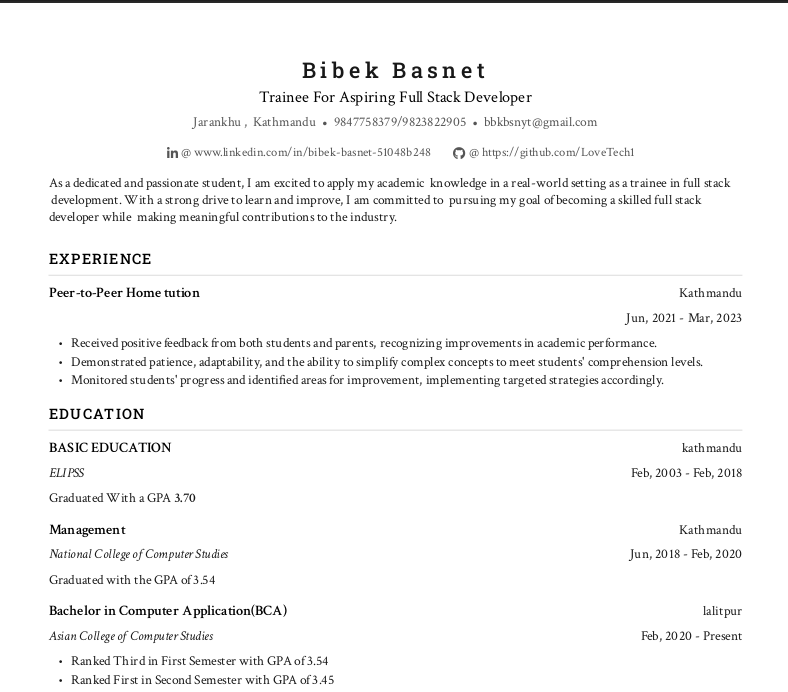 Bibek Basnet
Trainee For Aspiring Full Stack Developer
Jarankhu , Kathmandu • 9847758379/9823822905 • bbkbsnyt@gmail.com
@ www.linkedin.com/in/bibek-basnet-51048b248 @ https://github.com/LoveTech1
As a dedicated and passionate student, I am excited to apply my academic knowledge in a real-world setting as a trainee in full stack
development. With a strong drive to learn and improve, I am committed to pursuing my goal of becoming a skilled full stack
developer while making meaningful contributions to the industry.
EXPERIENCE
Peer-to-Peer Home tution Kathmandu
Jun, 2021 - Mar, 2023
• Received positive feedback from both students and parents, recognizing improvements in academic performance.
• Demonstrated patience, adaptability, and the ability to simplify complex concepts to meet students' comprehension levels.
• Monitored students' progress and identified areas for improvement, implementing targeted strategies accordingly.
EDUCATION
BASIC EDUCATION kathmandu
ELIPSS Feb, 2003 - Feb, 2018
Graduated With a GPA 3.70
Management Kathmandu
National College of Computer Studies Jun, 2018 - Feb, 2020
Graduated with the GPA of 3.54
Bachelor in Computer Application(BCA) lalitpur
Asian College of Computer Studies Feb, 2020 - Present
• Ranked Third in First Semester with GPA of 3.54
• Ranked First in Second Semester with GPA of 3.45